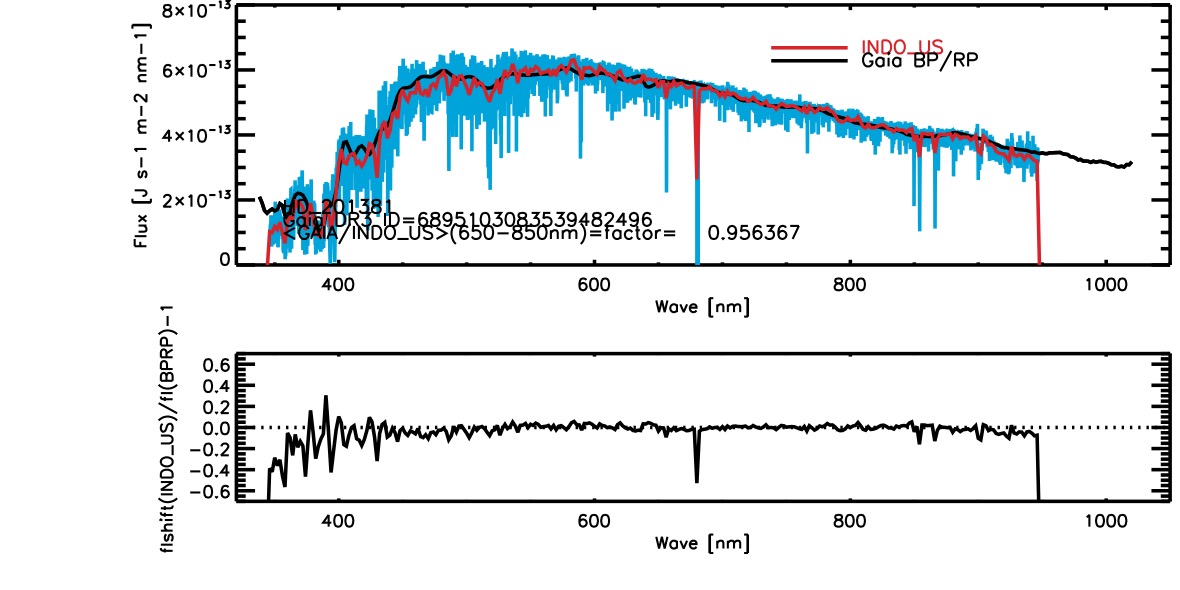 8×10−13
6×10−13
4×10−13
2×10−13
0
Flux [J s−1 m−2 nm−1]
INDO_US
Gaia BP/RP
HD_201381
Gaia DR3 ID=6895103083539482496
<GAIA/INDO_US>(650−850nm)=factor= 0.956367
400 600 800 1000
Wave [nm]
flshift(INDO_US)/fl(BPRP)−1
0.6
0.4
0.2
0.0
−0.2
−0.4
−0.6
400 600 800 1000
Wave [nm]